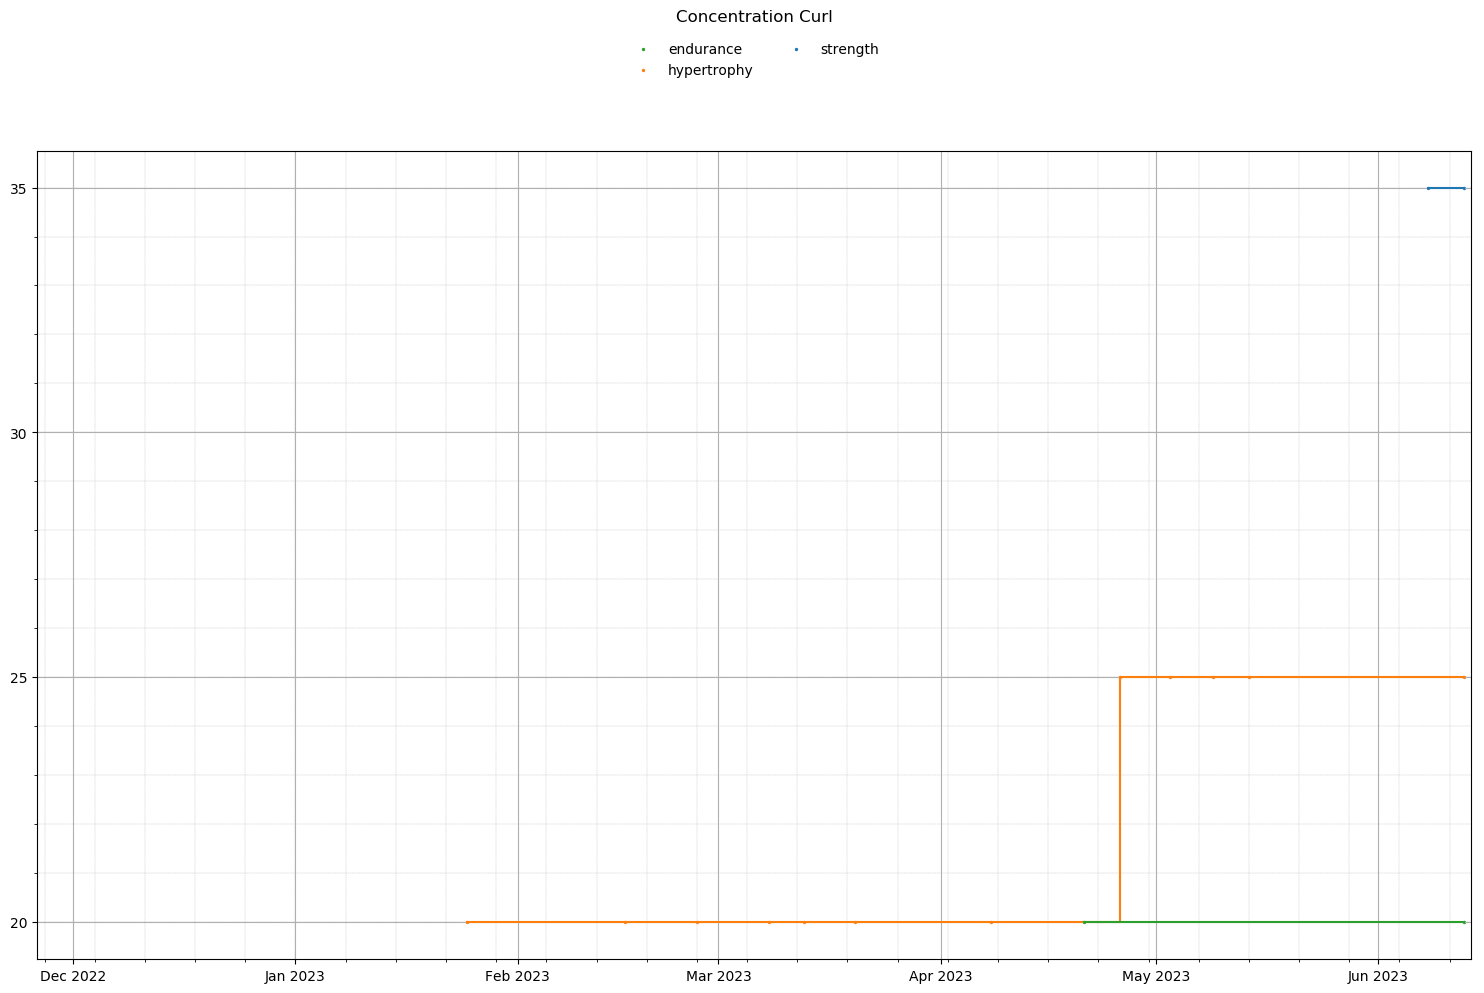 Concentration Curl
endurance strength
hypertrophy
35
30
25
20
Dec 2022 Jan 2023 Feb 2023 Mar 2023 Apr 2023 May 2023 Jun 2023